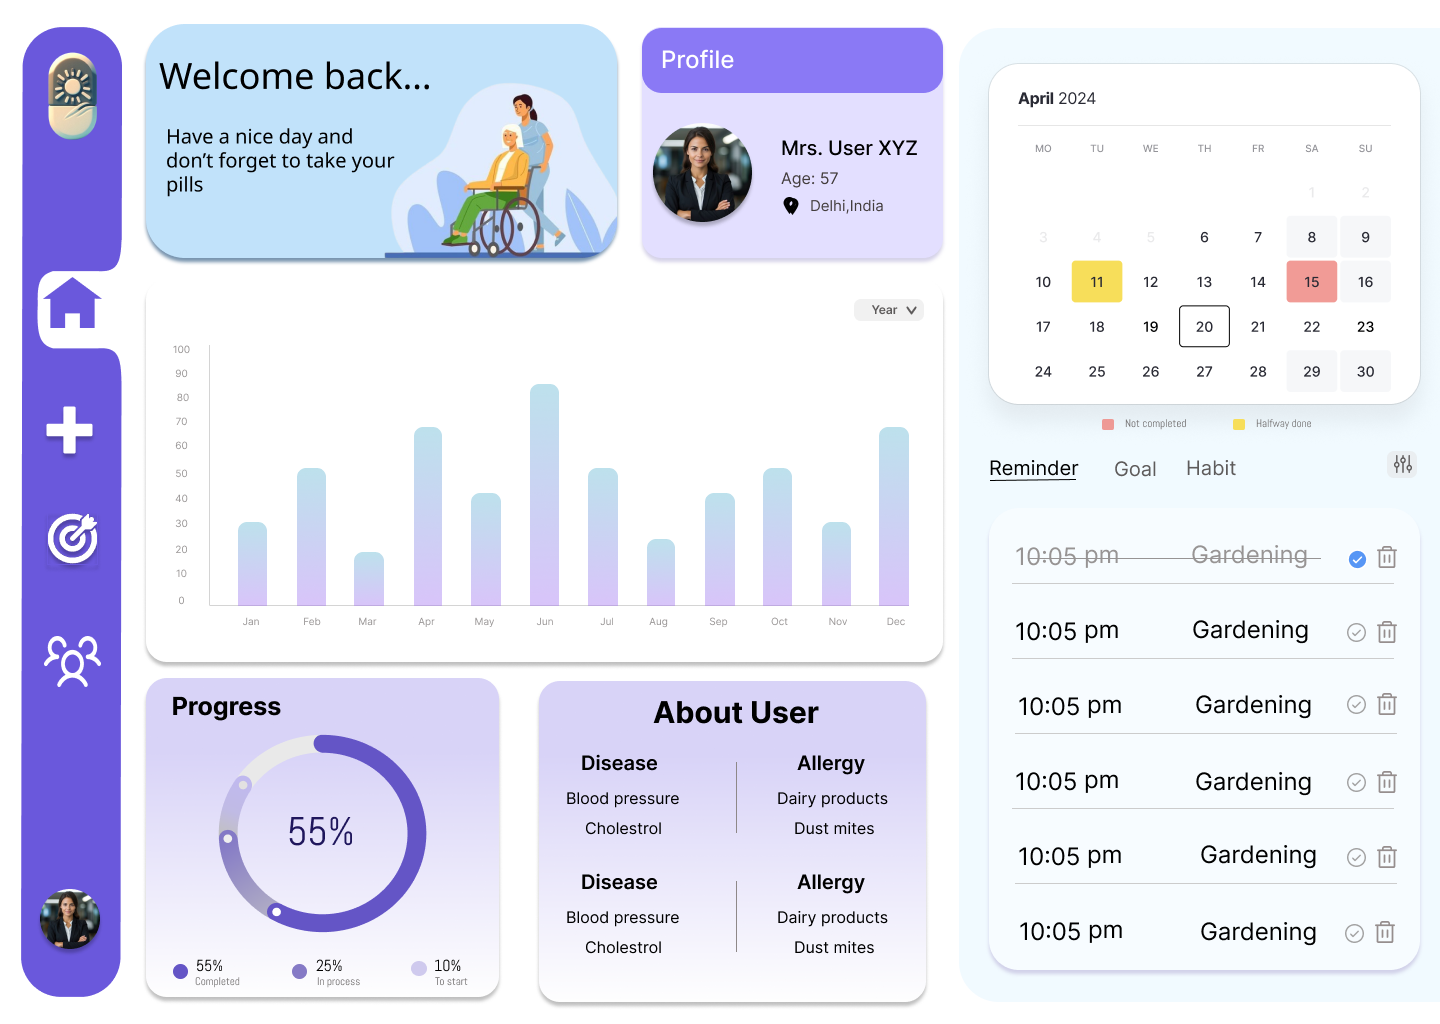 Welcome back...
Have a nice day and
don't forget to take your
pills
Profile
Mrs. User XYZ
Age: 57
Delhi,India
Year
100
90
80
70
60
50
40
30
20
10
0
Jan Feb Mar Apr May Jun Jul Aug Sep Oct Nov Dec
Progress
55%
55% 25% 10%
Completed In process To start
About User
Disease Allergy
Blood pressure Dairy products
Cholestrol Dust mites
Disease Allergy
Blood pressure Dairy products
Cholestrol Dust mites
April 2024
MO TU WE TH FR SA SU
1 2
3 4 5 6 7 8 9
10 11 12 13 14 15 16
17 18 19 20 21 22 23
24 25 26 27 28 29 30
Not completed Halfway done
Reminder Goal Habit
10:05 pm Gardening
10:05 pm Gardening
10:05 pm Gardening
10:05 pm Gardening
10:05 pm Gardening
10:05 pm Gardening